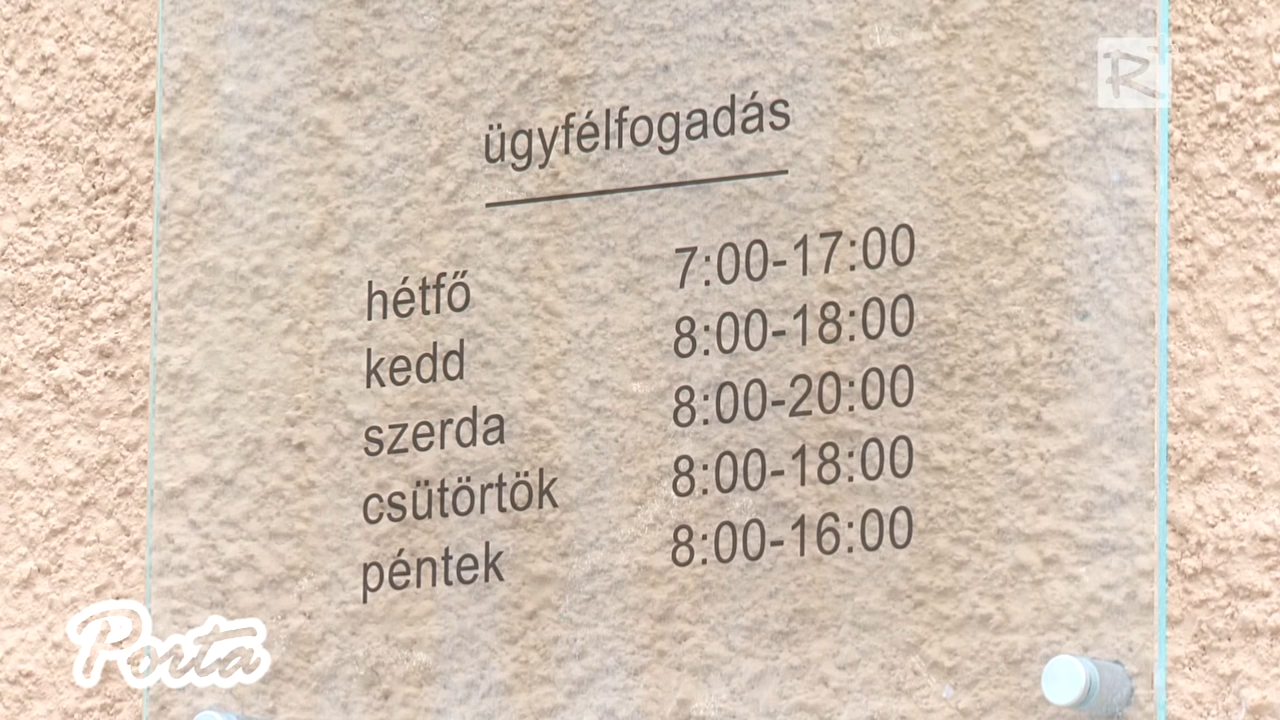 R
ügyfélfogadás
hétfő 7:00-17:00
kedd 8:00-18:00
szerda 8:00-20:00
csütörtök 8:00-18:00
péntek 8:00-16:00
Porta